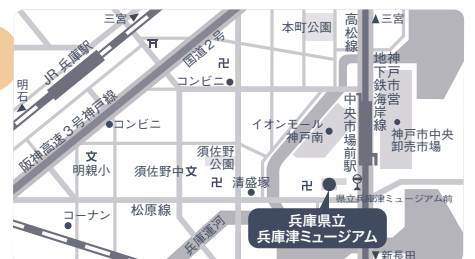 三宮
本町公園
高松線
三宮
国道2号
JR 兵庫駅
明石
コンビニ
神戸市営
地下鉄海岸線
阪神高速3号神戸線
コンビニ
イオンモール
神戸南
中央市場前駅
神戸市中央
卸売市場
明親小
須佐野中
須佐野
公園
清盛塚
県立兵庫津ミュージアム前
コーナン
松原線
兵庫運河
兵庫県立
兵庫津ミュージアム
新長田